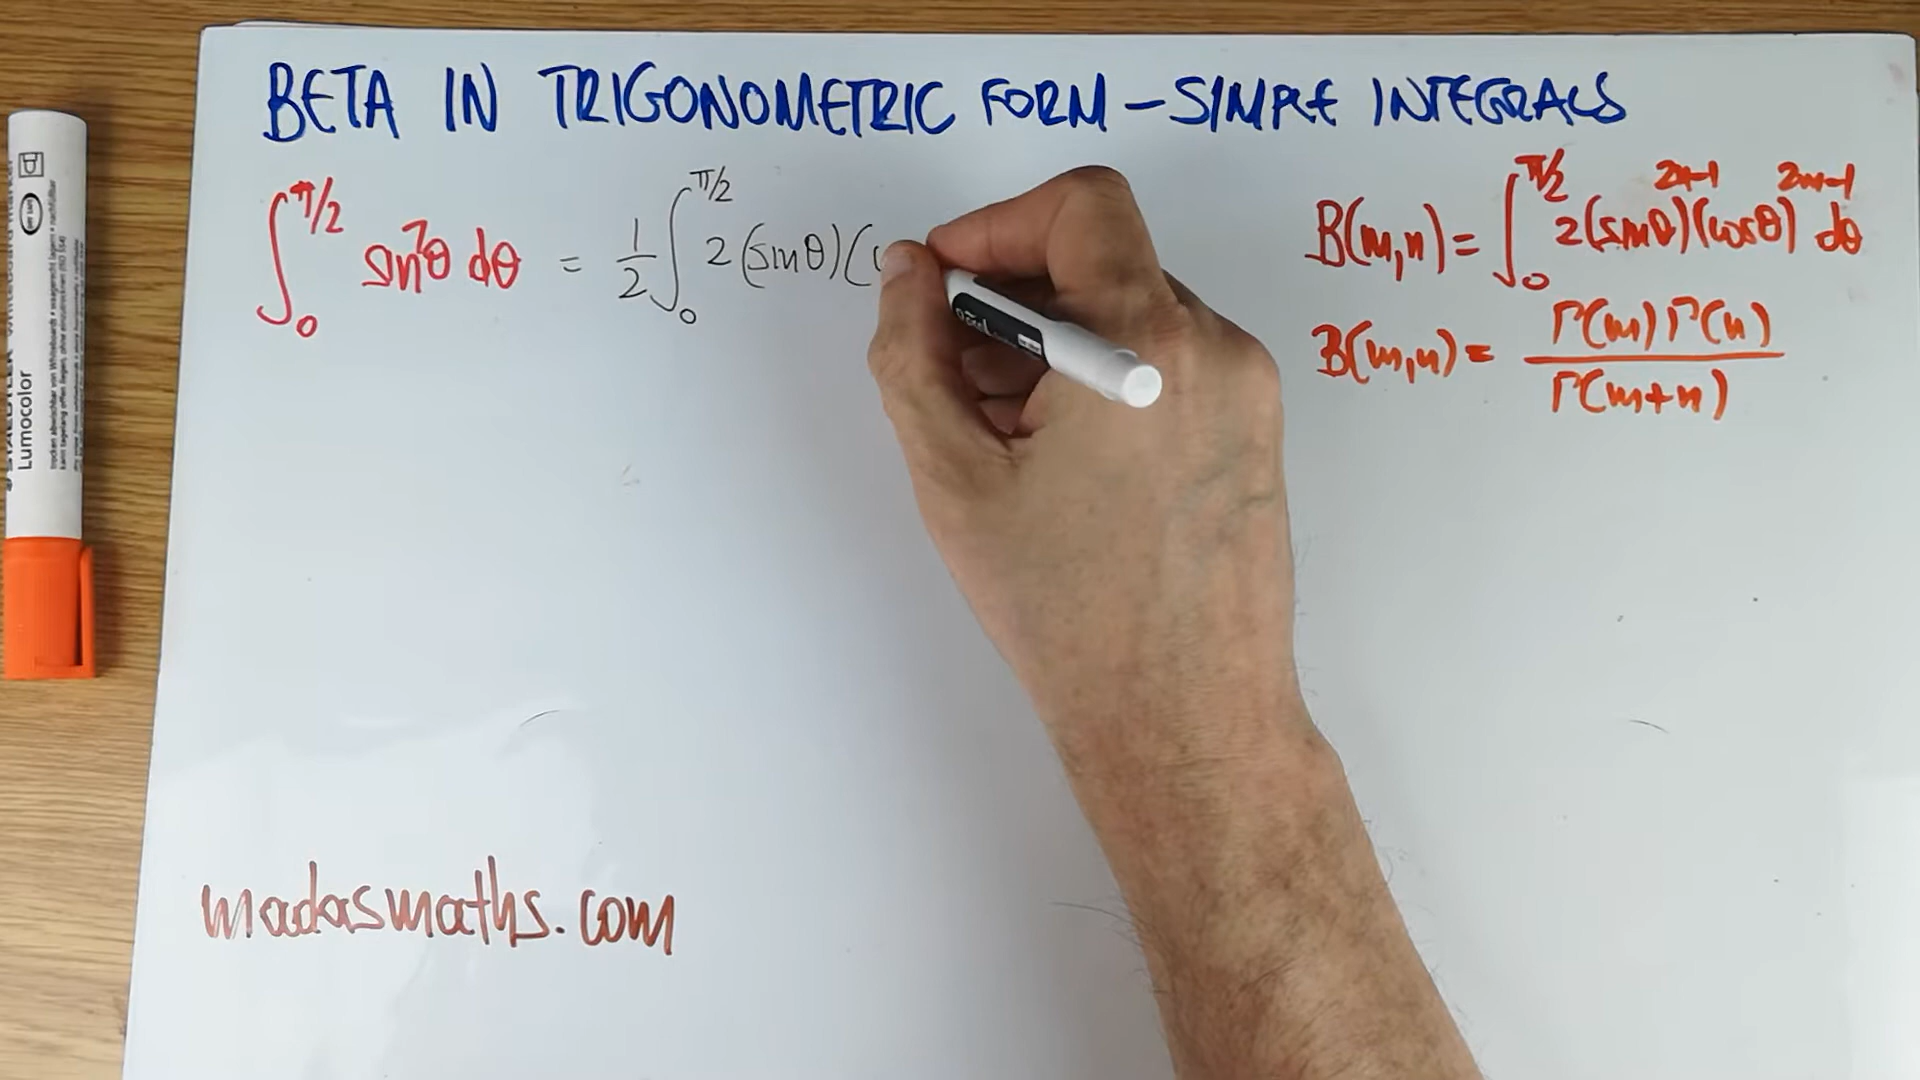 BETA IN TRIGONOMETRIC FORM – SIMPLE INTEGRALS
∫₀^{π/2} sin⁷θ dθ = 1/2 ∫₀^{π/2} 2(sinθ)(
B(m,n) = ∫₀^{π/2} 2(sinθ)^{2n-1}(cosθ)^{2m-1} dθ
B(m,n) = Γ(m)Γ(n) / Γ(m+n)
madasmaths.com
Lumocolor